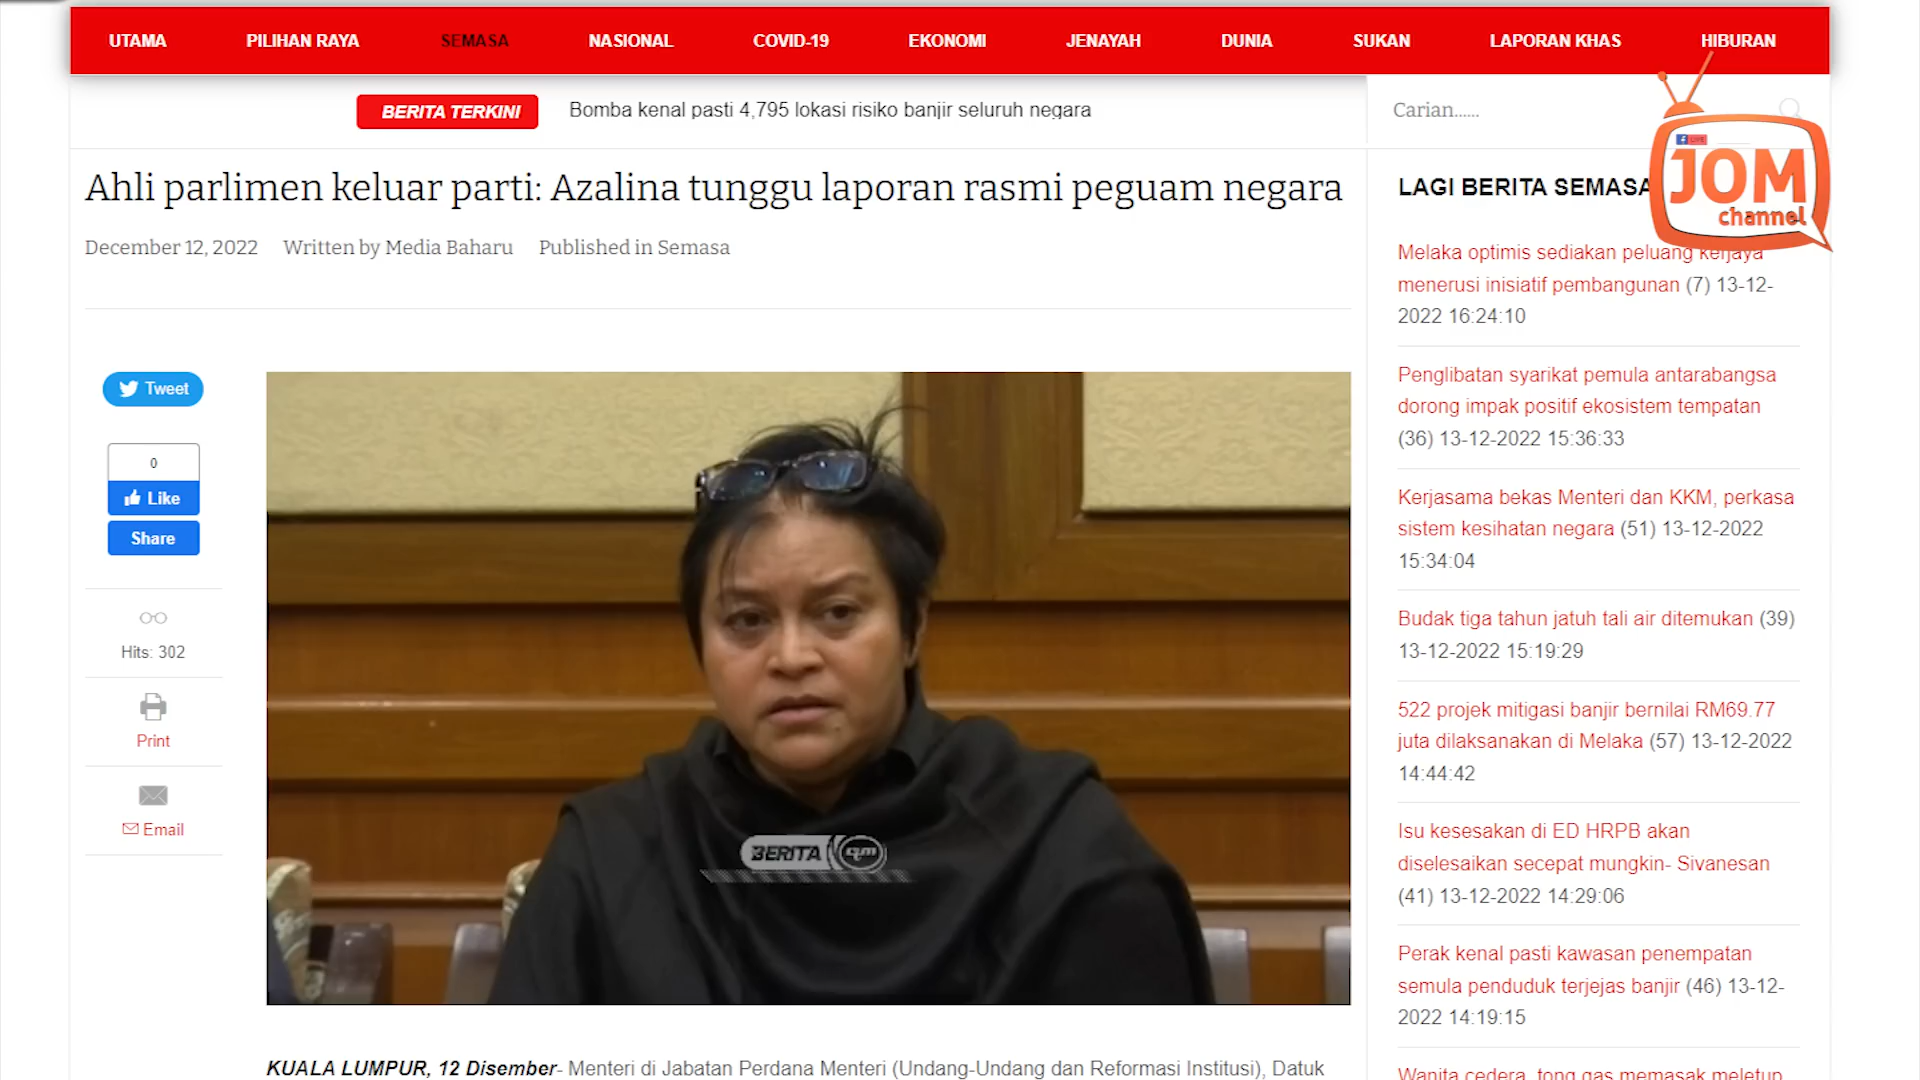 UTAMA PILIHAN RAYA SEMASA NASIONAL COVID-19 EKONOMI JENAYAH DUNIA SUKAN LAPORAN KHAS HIBURAN
BERITA TERKINI Bomba kenal pasti 4,795 lokasi risiko banjir seluruh negara
Carian......
LIVE
JOM
channel
Ahli parlimen keluar parti: Azalina tunggu laporan rasmi peguam negara
December 12, 2022 Written by Media Baharu Published in Semasa
Tweet
0
Like
Share
Hits: 302
Print
Email
BERITA
KUALA LUMPUR, 12 Disember- Menteri di Jabatan Perdana Menteri (Undang-Undang dan Reformasi Institusi), Datuk
LAGI BERITA SEMASA
Melaka optimis sediakan peluang kerjaya
menerusi inisiatif pembangunan (7) 13-12-
2022 16:24:10
Penglibatan syarikat pemula antarabangsa
dorong impak positif ekosistem tempatan
(36) 13-12-2022 15:36:33
Kerjasama bekas Menteri dan KKM, perkasa
sistem kesihatan negara (51) 13-12-2022
15:34:04
Budak tiga tahun jatuh tali air ditemukan (39)
13-12-2022 15:19:29
522 projek mitigasi banjir bernilai RM69.77
juta dilaksanakan di Melaka (57) 13-12-2022
14:44:42
Isu kesesakan di ED HRPB akan
diselesaikan secepat mungkin- Sivanesan
(41) 13-12-2022 14:29:06
Perak kenal pasti kawasan penempatan
semula penduduk terjejas banjir (46) 13-12-
2022 14:19:15
Wanita cedera, tong gas memasak meletup